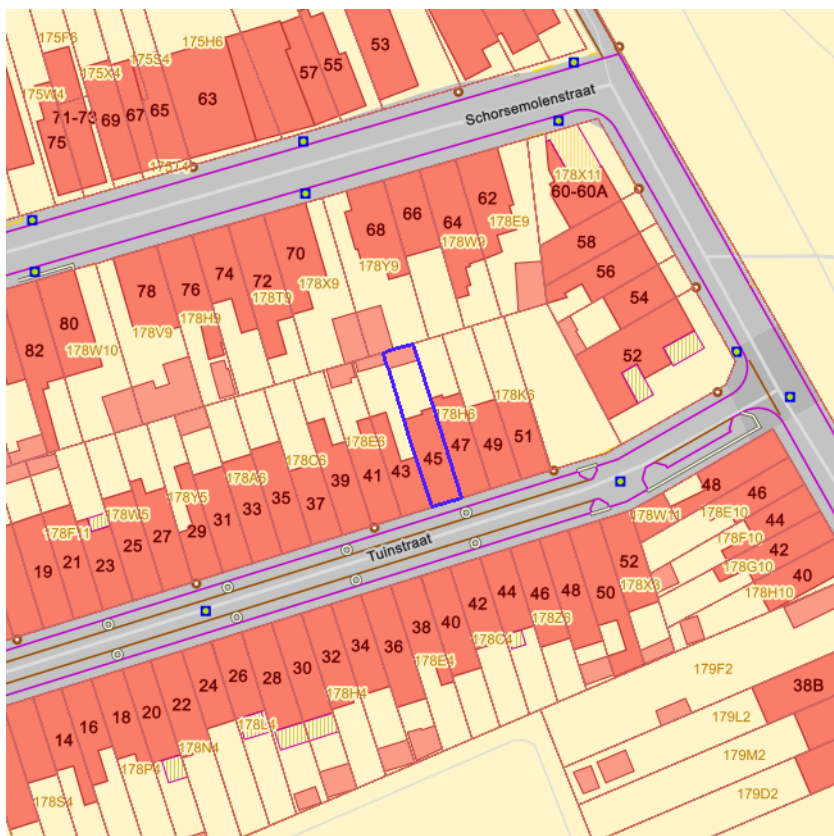 175F6
175S4
175H6
53
57
55
175X4
175W4
71-73
69
67
65
63
75
Schorsemolenstraat
175T4
178X11
60-60A
62
66
64
68
178E9
178W9
58
70
74
72
178Y9
56
78
76
178X9
178T9
54
80
178H9
178V9
82
178W10
52
178K6
178H6
178E6
51
49
47
45
43
41
39
178C6
178A6
35
37
33
31
29
178Y5
27
25
178W5
178F11
23
21
19
Tuinstraat
48
46
178E10
44
178F10
42
178G10
40
178H10
178W11
52
178X3
50
48
46
178Z6
44
42
178C4
40
38
178E4
36
34
32
178H4
30
28
178L4
26
24
22
178N4
20
18
178P4
16
14
178S4
179F2
38B
179L2
179M2
179D2